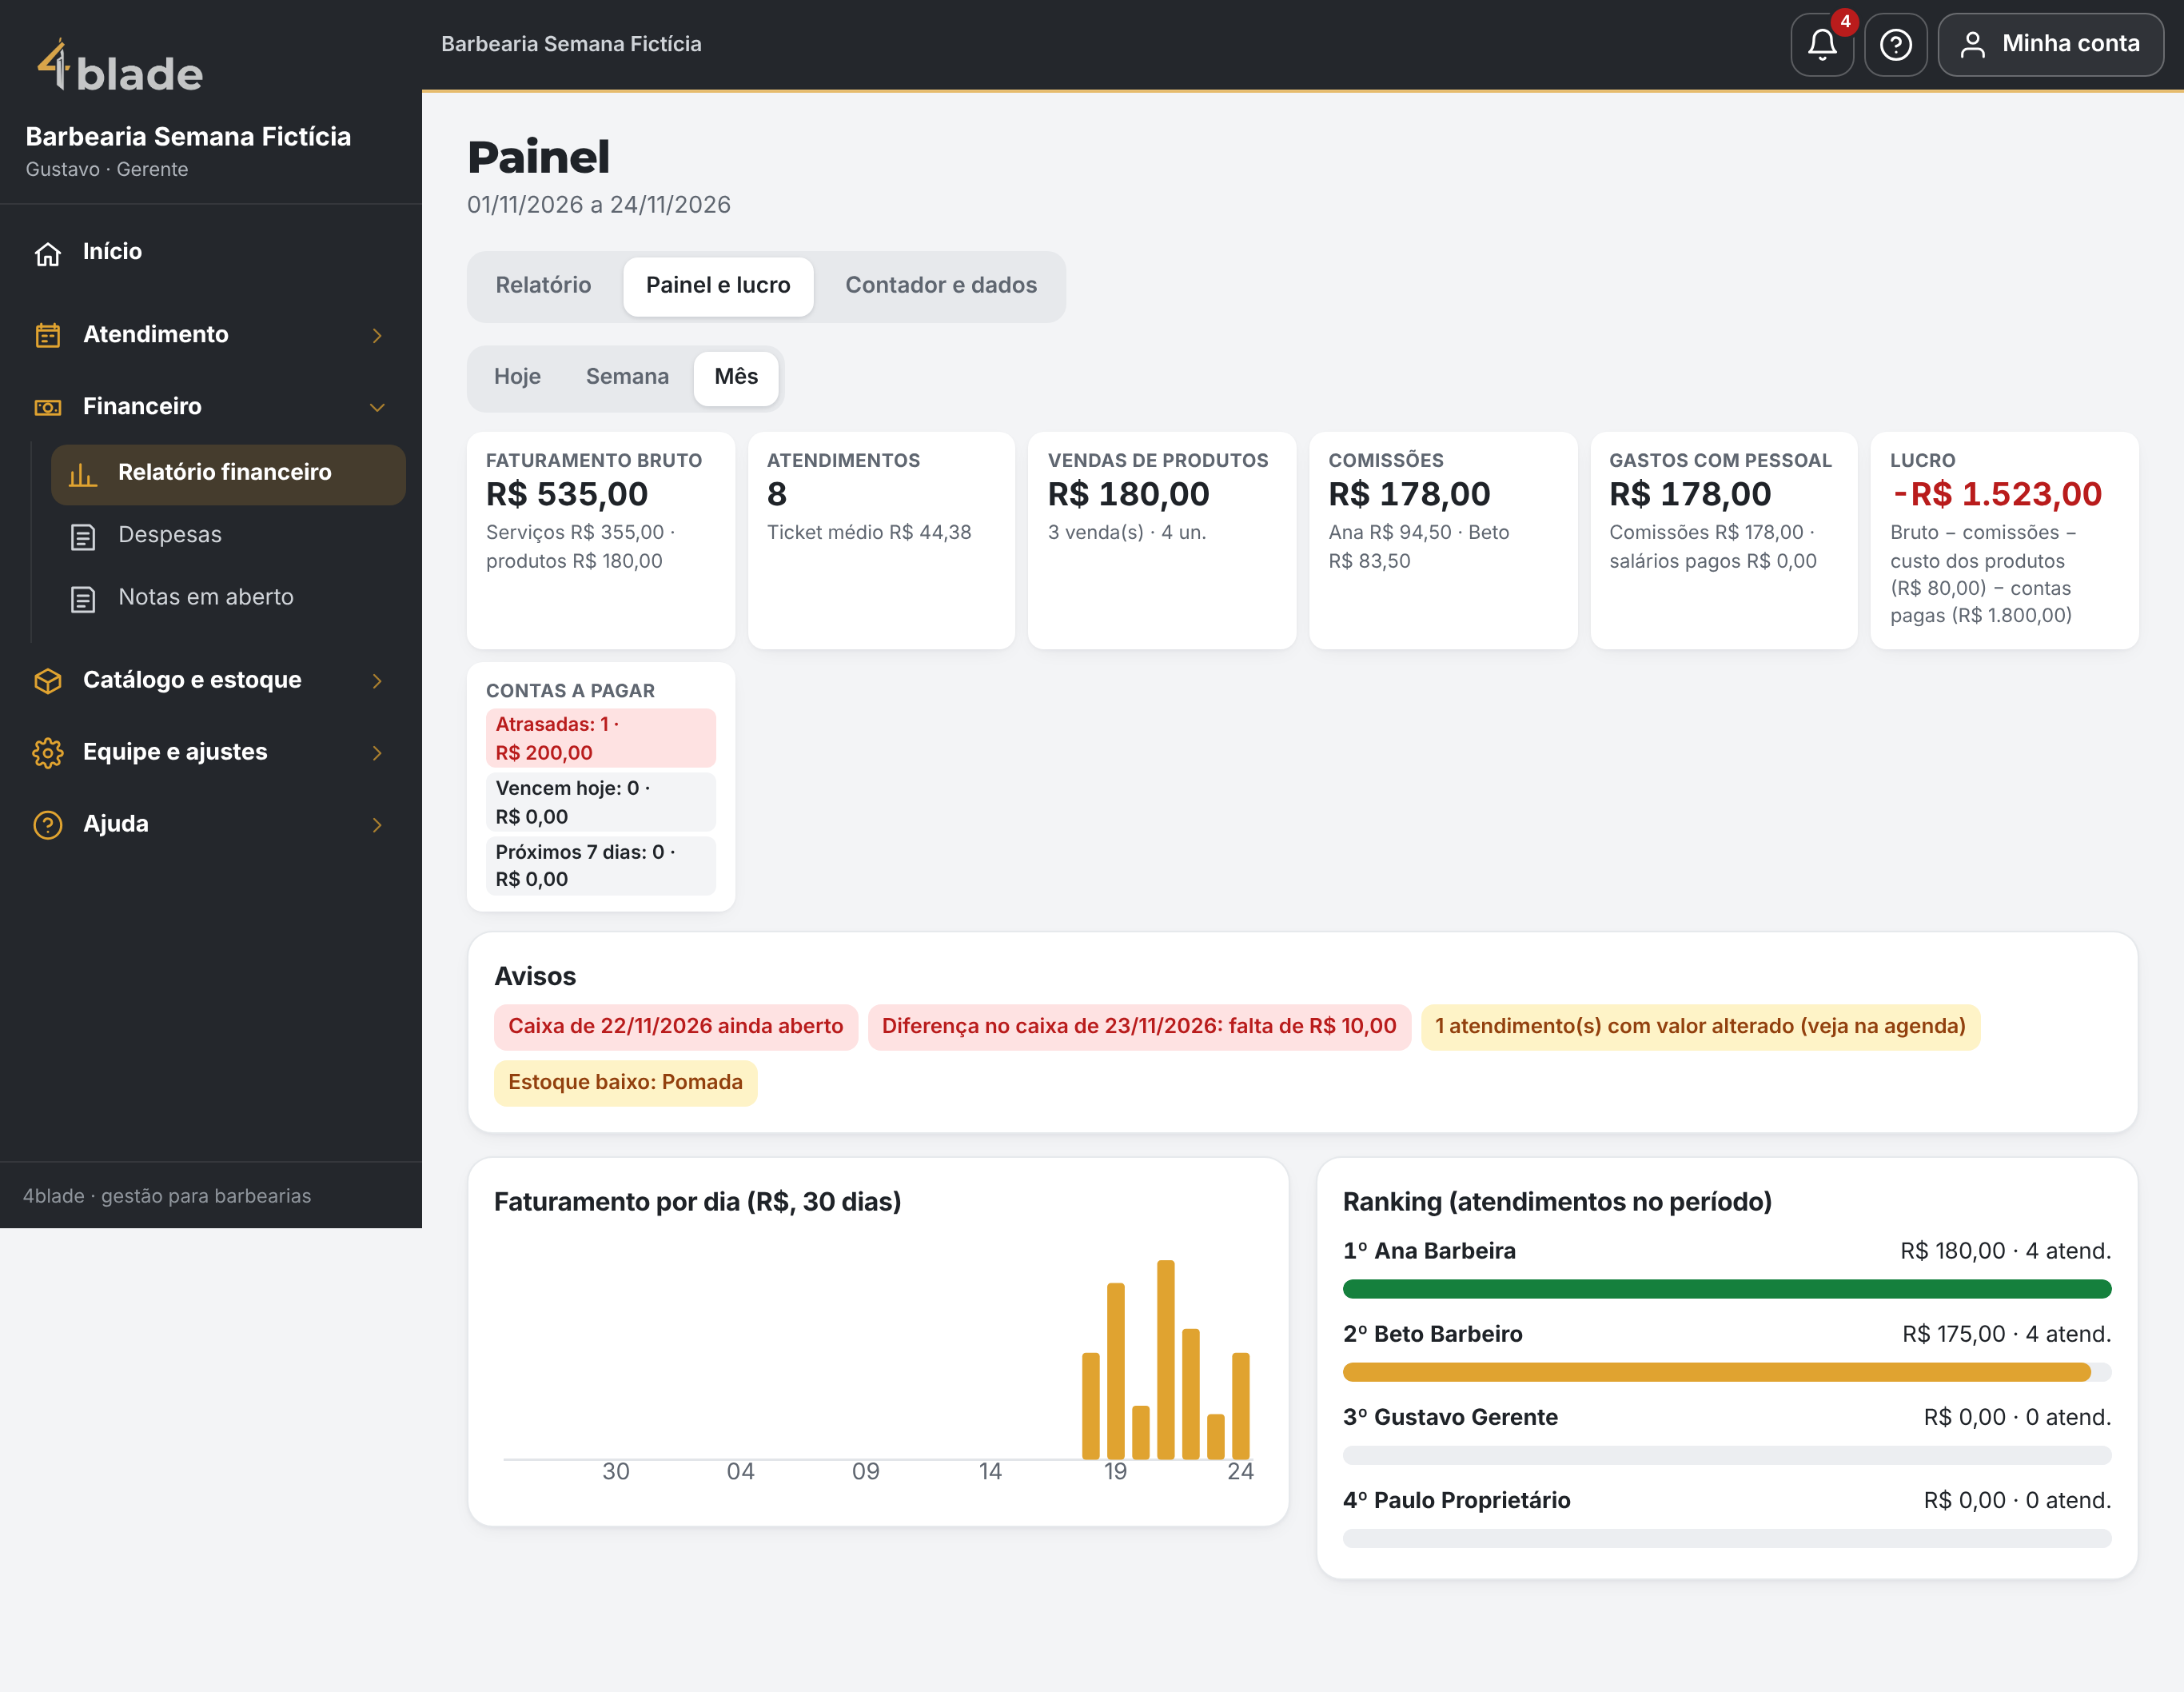 4blade
Barbearia Semana Fictícia
Gustavo · Gerente
Início
Atendimento
Financeiro
Relatório financeiro
Despesas
Notas em aberto
Catálogo e estoque
Equipe e ajustes
Ajuda
4blade · gestão para barbearias
Barbearia Semana Fictícia
4
Minha conta
Painel
01/11/2026 a 24/11/2026
Relatório
Painel e lucro
Contador e dados
Hoje
Semana
Mês
FATURAMENTO BRUTO
R$ 535,00
Serviços R$ 355,00 ·
produtos R$ 180,00
ATENDIMENTOS
8
Ticket médio R$ 44,38
VENDAS DE PRODUTOS
R$ 180,00
3 venda(s) · 4 un.
COMISSÕES
R$ 178,00
Ana R$ 94,50 · Beto
R$ 83,50
GASTOS COM PESSOAL
R$ 178,00
Comissões R$ 178,00 ·
salários pagos R$ 0,00
LUCRO
-R$ 1.523,00
Bruto − comissões −
custo dos produtos
(R$ 80,00) − contas
pagas (R$ 1.800,00)
CONTAS A PAGAR
Atrasadas: 1 ·
R$ 200,00
Vencem hoje: 0 ·
R$ 0,00
Próximos 7 dias: 0 ·
R$ 0,00
Avisos
Caixa de 22/11/2026 ainda aberto
Diferença no caixa de 23/11/2026: falta de R$ 10,00
1 atendimento(s) com valor alterado (veja na agenda)
Estoque baixo: Pomada
Faturamento por dia (R$, 30 dias)
30 04 09 14 19 24
Ranking (atendimentos no período)
1º Ana Barbeira R$ 180,00 · 4 atend.
2º Beto Barbeiro R$ 175,00 · 4 atend.
3º Gustavo Gerente R$ 0,00 · 0 atend.
4º Paulo Proprietário R$ 0,00 · 0 atend.